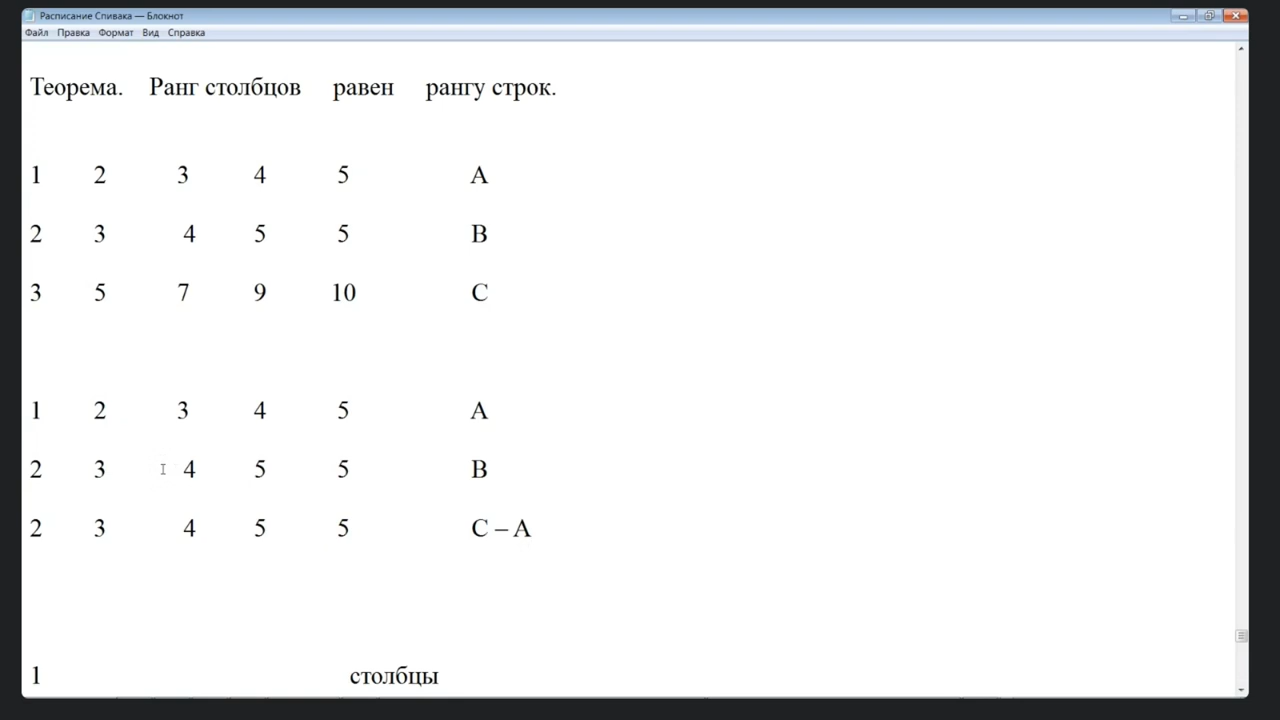 Расписание Спивака — Блокнот
Файл Правка Формат Вид Справка
Теорема. Ранг столбцов равен рангу строк.
1 2 3 4 5 A
2 3 4 5 5 B
3 5 7 9 10 C
1 2 3 4 5 A
2 3 4 5 5 B
2 3 4 5 5 C – A
1 столбцы